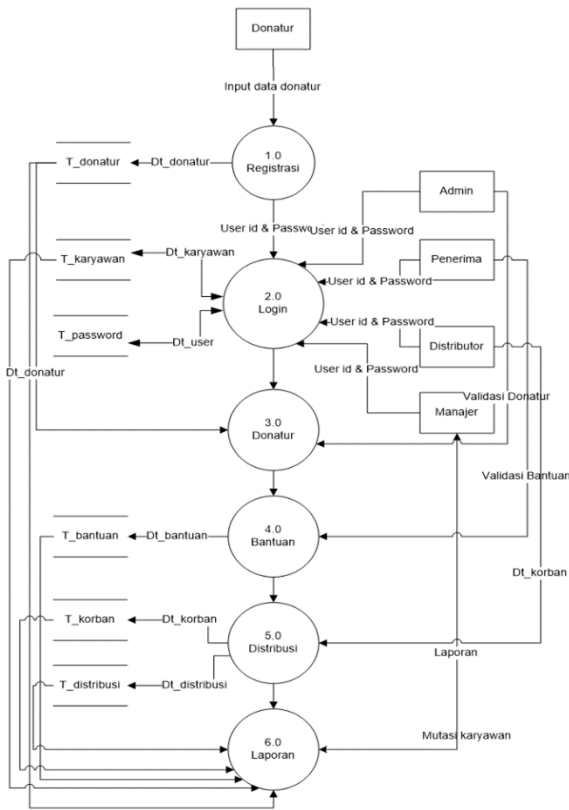 Donatur
Input data donatur
T_donatur
Dt_donatur
1.0
Registrasi
Admin
User id & Password
User id & Password
Dt_karyawan
T_karyawan
Penerima
User id & Password
2.0
Login
T_password
Dt_user
User id & Password
Distributor
Dt_donatur
User id & Password
Validasi Donatur
Manajer
3.0
Donatur
Validasi Bantuan
T_bantuan
Dt_bantuan
4.0
Bantuan
Dt_korban
T_korban
Dt_korban
5.0
Distribusi
Laporan
T_distribusi
Dt_distribusi
Mutasi karyawan
6.0
Laporan